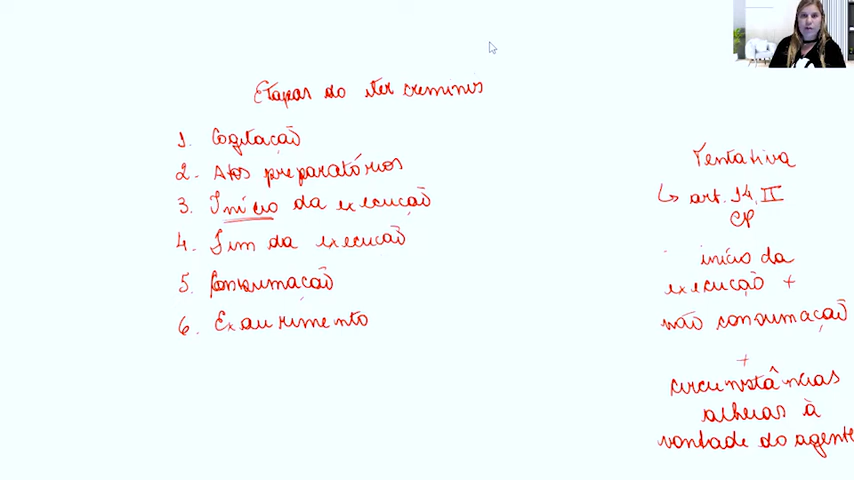 Etapas do iter criminis
1. Cogitação
2. Atos preparatórios
3. Início da execução
4. Fim da execução
5. Consumação
6. Exaurimento
Tentativa
↳ art. 14, II
CP
início da
execução +
não consumação
+
circunstâncias
alheias à
vontade do agente